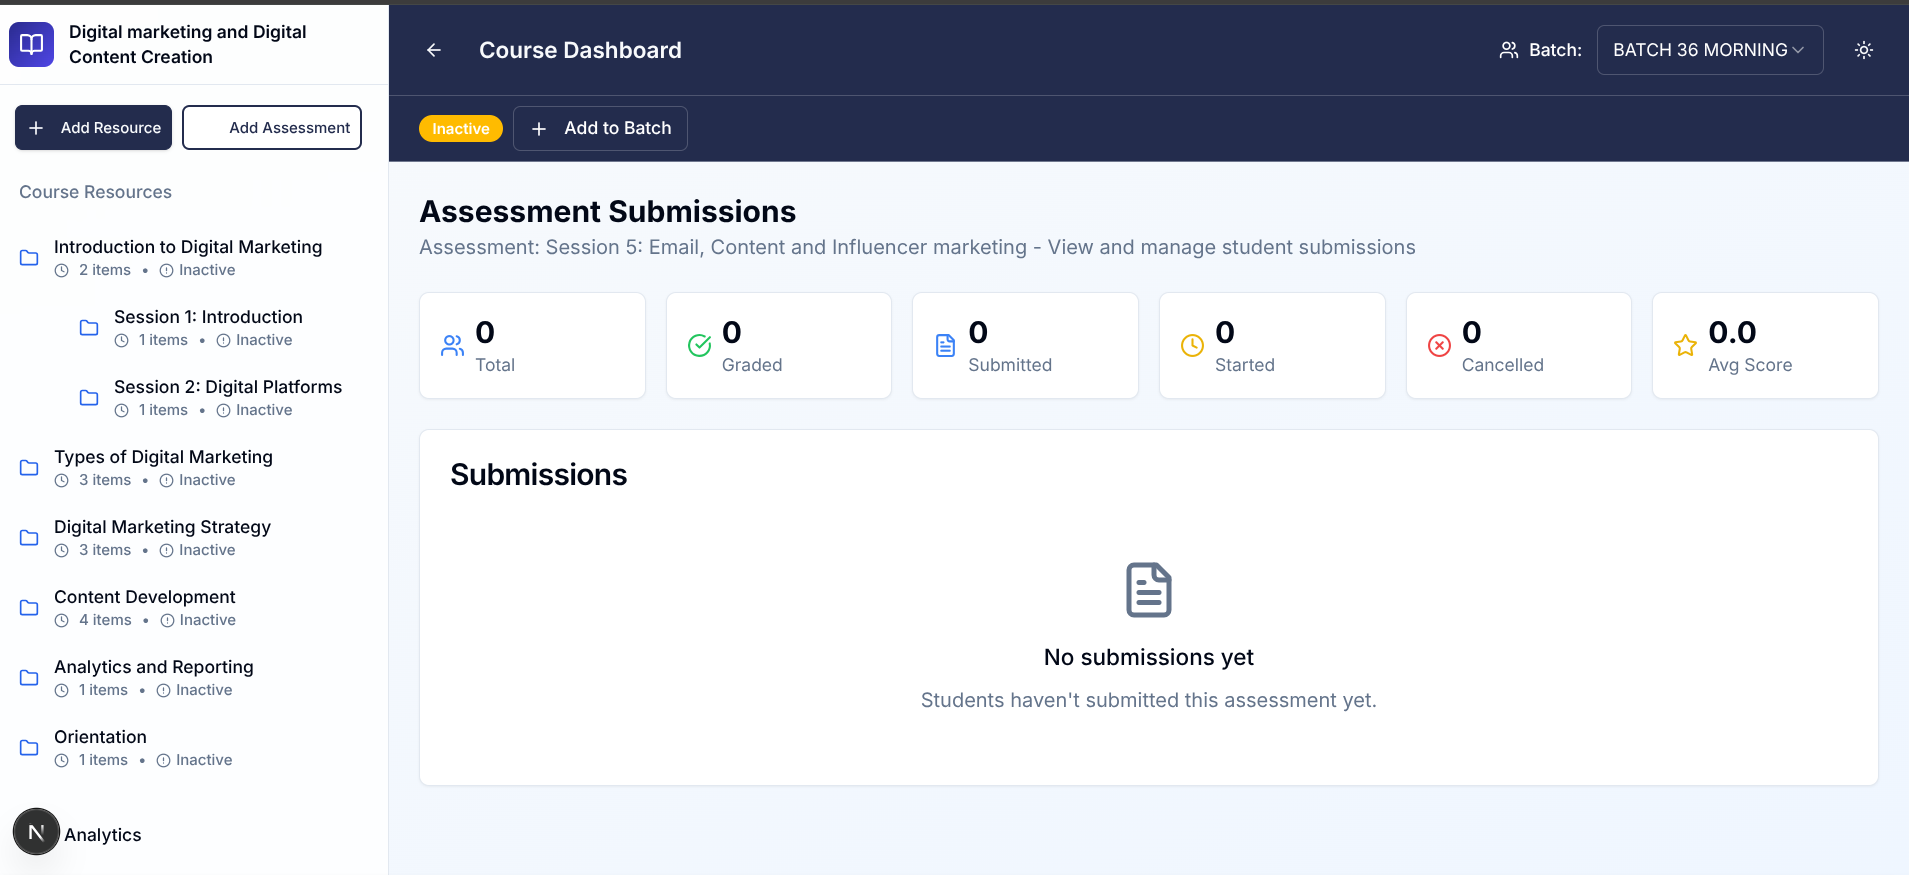 Digital marketing and Digital
Content Creation
Add Resource
Add Assessment
Course Resources
Introduction to Digital Marketing
2 items • Inactive
Session 1: Introduction
1 items • Inactive
Session 2: Digital Platforms
1 items • Inactive
Types of Digital Marketing
3 items • Inactive
Digital Marketing Strategy
3 items • Inactive
Content Development
4 items • Inactive
Analytics and Reporting
1 items • Inactive
Orientation
1 items • Inactive
N
Analytics
Course Dashboard
Batch:
BATCH 36 MORNING
Inactive
Add to Batch
Assessment Submissions
Assessment: Session 5: Email, Content and Influencer marketing - View and manage student submissions
0
Total
0
Graded
0
Submitted
0
Started
0
Cancelled
0.0
Avg Score
Submissions
No submissions yet
Students haven't submitted this assessment yet.